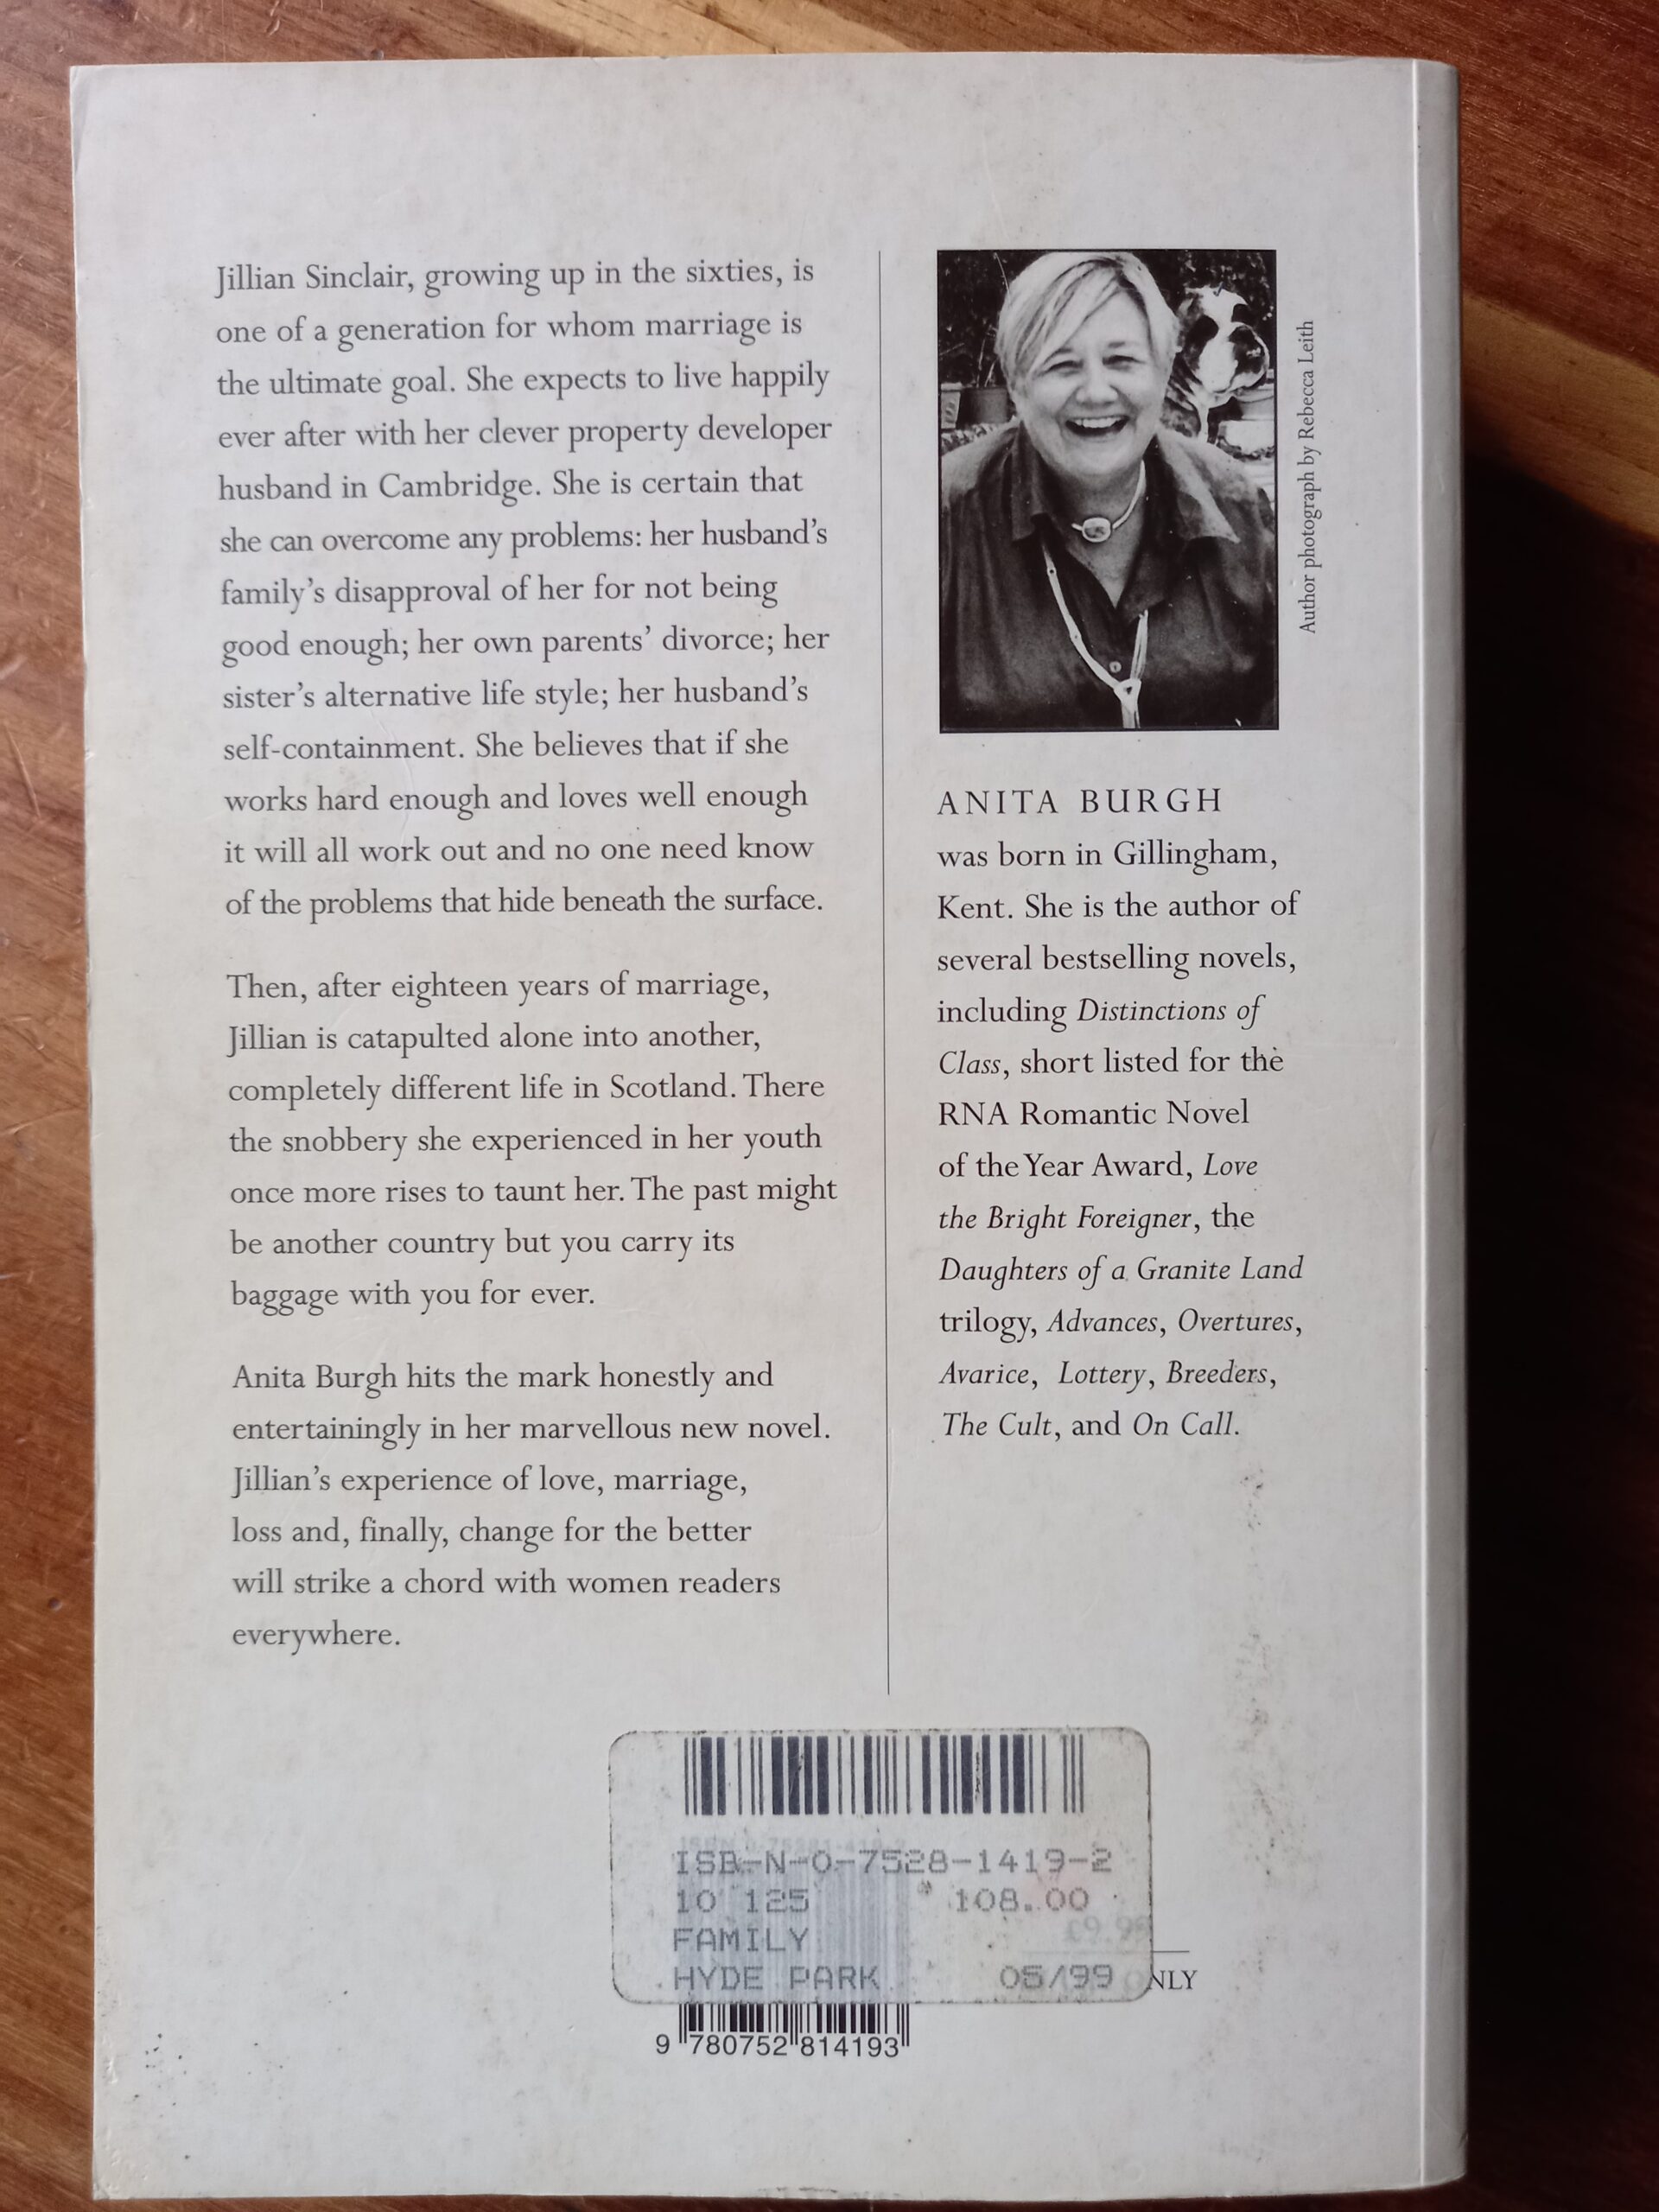 Jillian Sinclair, growing up in the sixties, is
one of a generation for whom marriage is
the ultimate goal. She expects to live happily
ever after with her clever property developer
husband in Cambridge. She is certain that
she can overcome any problems: her husband's
family's disapproval of her for not being
good enough; her own parents' divorce; her
sister's alternative life style; her husband's
self-containment. She believes that if she
works hard enough and loves well enough
it will all work out and no one need know
of the problems that hide beneath the surface.
Then, after eighteen years of marriage,
Jillian is catapulted alone into another,
completely different life in Scotland. There
the snobbery she experienced in her youth
once more rises to taunt her. The past might
be another country but you carry its
baggage with you for ever.
Anita Burgh hits the mark honestly and
entertainingly in her marvellous new novel.
Jillian's experience of love, marriage,
loss and, finally, change for the better
will strike a chord with women readers
everywhere.
Author photograph by Rebecca Leith
ANITA BURGH
was born in Gillingham,
Kent. She is the author of
several bestselling novels,
including Distinctions of
Class, short listed for the
RNA Romantic Novel
of the Year Award, Love
the Bright Foreigner, the
Daughters of a Granite Land
trilogy, Advances, Overtures,
Avarice, Lottery, Breeders,
The Cult, and On Call.
ISB-N-0-7528-1419-2
10 125 108.00
FAMILY
£9.99
HYDE PARK 05/99
ONLY
9 780752 814193